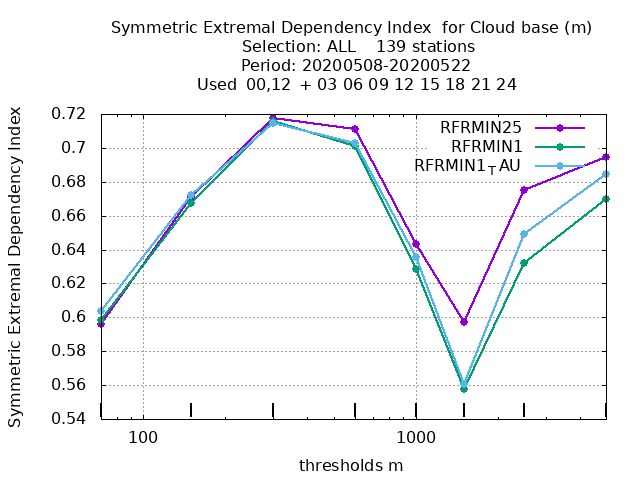 Symmetric Extremal Dependency Index for Cloud base (m)
Selection: ALL 139 stations
Period: 20200508-20200522
Used 00,12 + 03 06 09 12 15 18 21 24
Symmetric Extremal Dependency Index
0.72
0.7
0.68
0.66
0.64
0.62
0.6
0.58
0.56
0.54
RFRMIN25
RFRMIN1
RFRMIN1TAU
100
1000
thresholds m